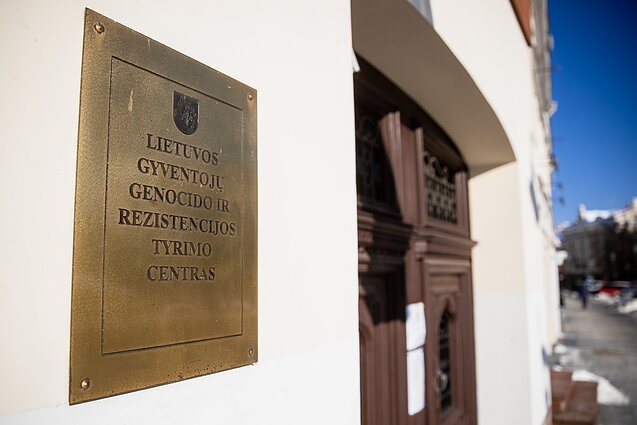 LIETUVOS
GYVENTOJŲ
GENOCIDO IR
REZISTENCIJOS
TYRIMO
CENTRAS